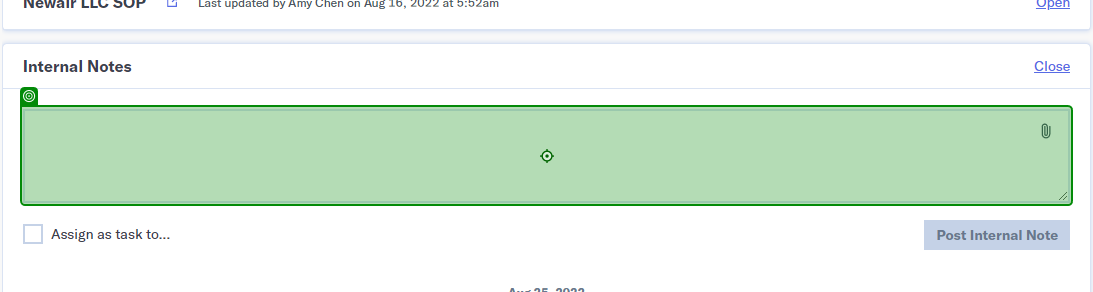 Newair LLC SOP Last updated by Amy Chen on Aug 16, 2022 at 5:52am Open
Internal Notes Close
Assign as task to... Post Internal Note
Aug 25, 2022